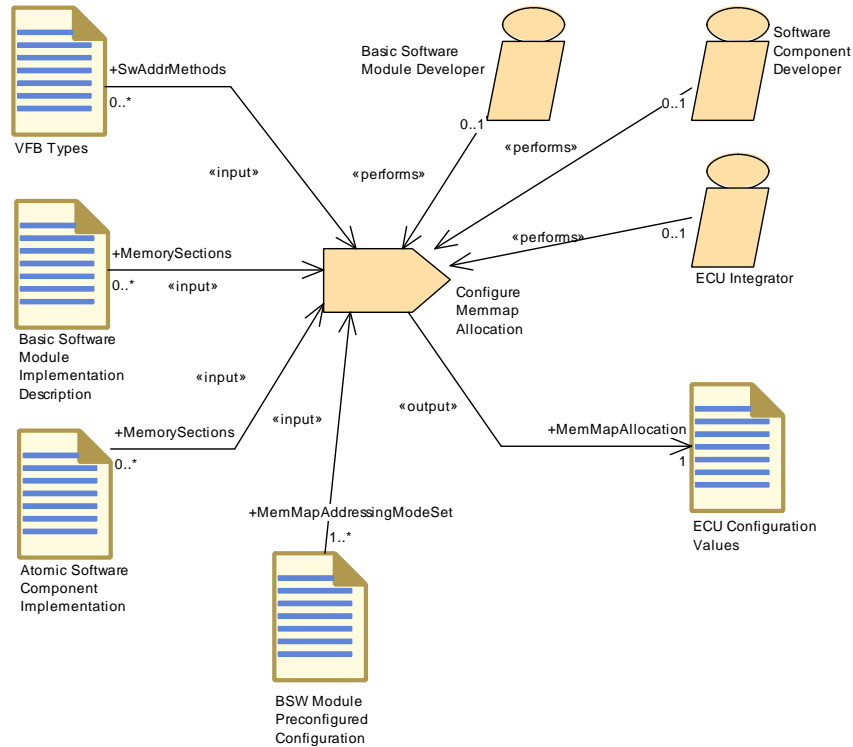 +SwAddrMethods
0..*
VFB Types
«input»
Basic Software
Module Developer
0..1
«performs»
Software
Component
Developer
0..1
«performs»
0..1
«performs»
ECU Integrator
+MemorySections
0..*
«input»
Basic Software
Module
Implementation
Description
Configure
Memmap
Allocation
«input»
+MemorySections
0..*
Atomic Software
Component
Implementation
«input»
+MemMapAddressingModeSet
1..*
BSW Module
Preconfigured
Configuration
«output»
+MemMapAllocation
1
ECU Configuration
Values